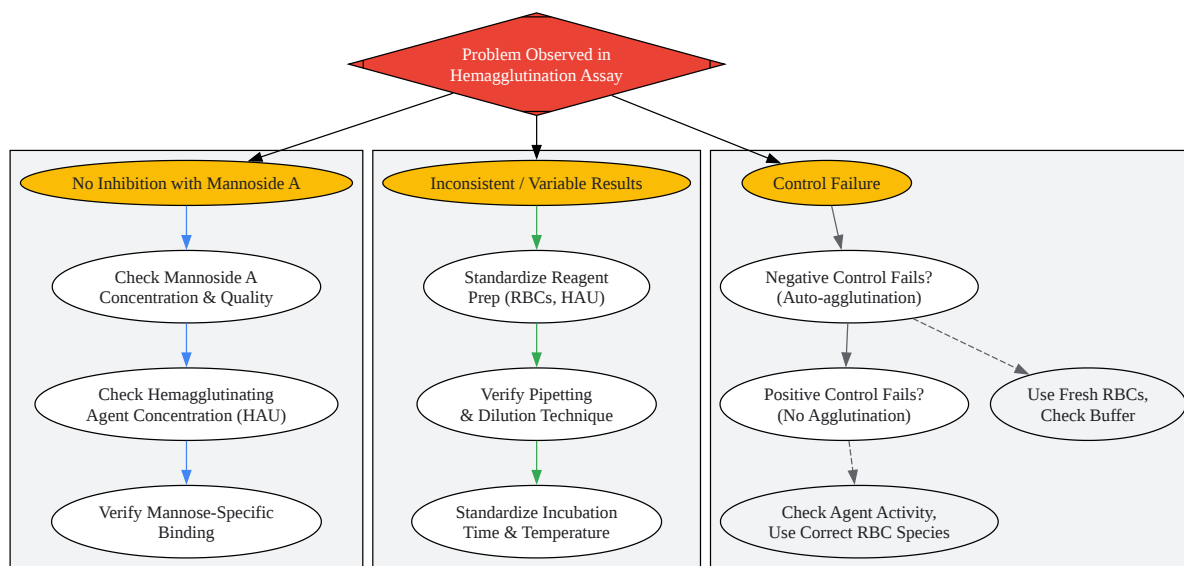 Problem Observed in
Hemagglutination Assay
No Inhibition with Mannoside A
Inconsistent / Variable Results
Control Failure
Check Mannoside A
Concentration & Quality
Standardize Reagent
Prep (RBCs, HAU)
Negative Control Fails?
(Auto-agglutination)
Check Hemagglutinating
Agent Concentration (HAU)
Verify Pipetting
& Dilution Technique
Positive Control Fails?
(No Agglutination)
Use Fresh RBCs,
Check Buffer
Verify Mannose-Specific
Binding
Standardize Incubation
Time & Temperature
Check Agent Activity,
Use Correct RBC Species